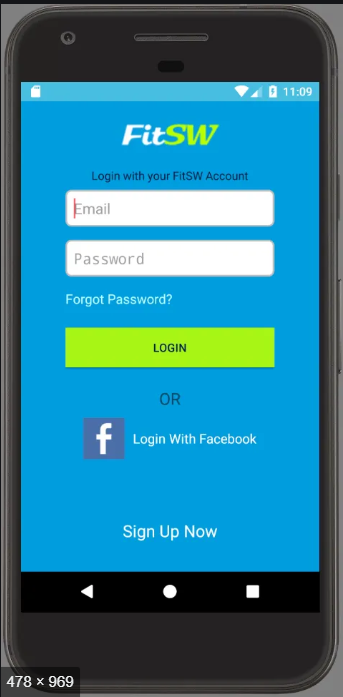 11:09
FitSW
Login with your FitSW Account
Email
Password
Forgot Password?
LOGIN
OR
f
Login With Facebook
Sign Up Now
478 × 969